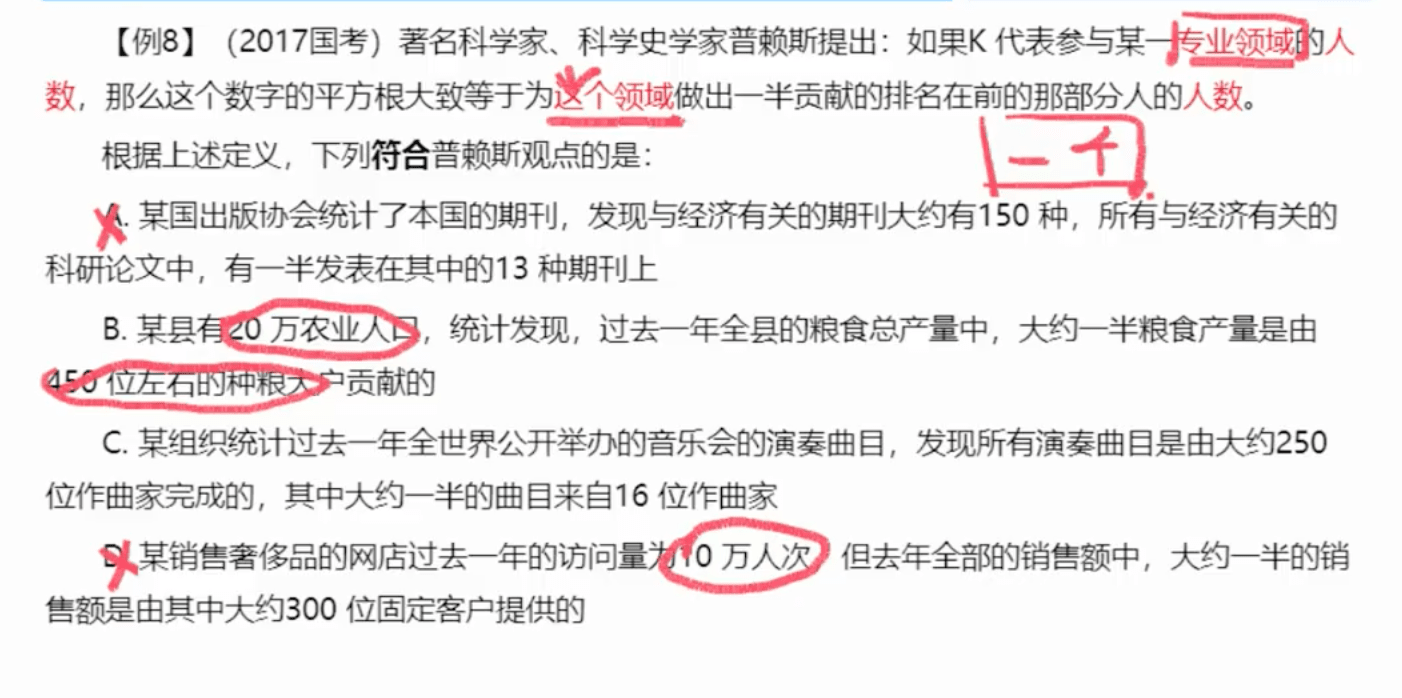 【例8】（2017国考）著名科学家、科学史学家普赖斯提出：如果K 代表参与某一专业领域的人
数，那么这个数字的平方根大致等于为这个领域做出一半贡献的排名在前的那部分人的人数。
根据上述定义，下列符合普赖斯观点的是：
一个
A. 某国出版协会统计了本国的期刊，发现与经济有关的期刊大约有150 种，所有与经济有关的
科研论文中，有一半发表在其中的13 种期刊上
B. 某县有20 万农业人口，统计发现，过去一年全县的粮食总产量中，大约一半粮食产量是由
450 位左右的种粮大户贡献的
C. 某组织统计过去一年全世界公开举办的音乐会的演奏曲目，发现所有演奏曲目是由大约250
位作曲家完成的，其中大约一半的曲目来自16 位作曲家
D. 某销售奢侈品的网店过去一年的访问量为10 万人次，但去年全部的销售额中，大约一半的销
售额是由其中大约300 位固定客户提供的